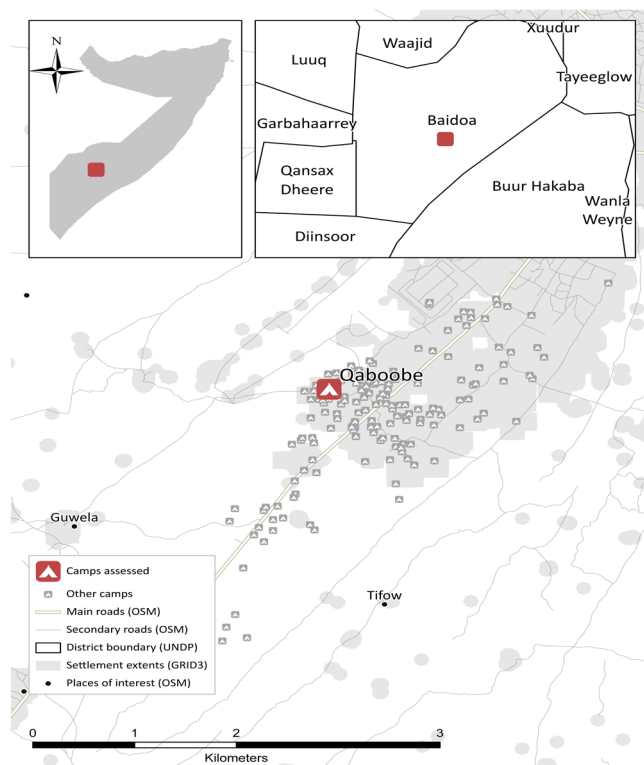 N
Xuudur
Waajid
Luuq
Tayeeglow
Garbahaarrey
Baidoa
Qansax
Dheere
Buur Hakaba
Wanla
Weyne
Diinsoor
Qaboobe
Guwela
Tifow
Camps assessed
Other camps
Main roads (OSM)
Secondary roads (OSM)
District boundary (UNDP)
Settlement extents (GRID3)
Places of interest (OSM)
0 1 2 3
Kilometers